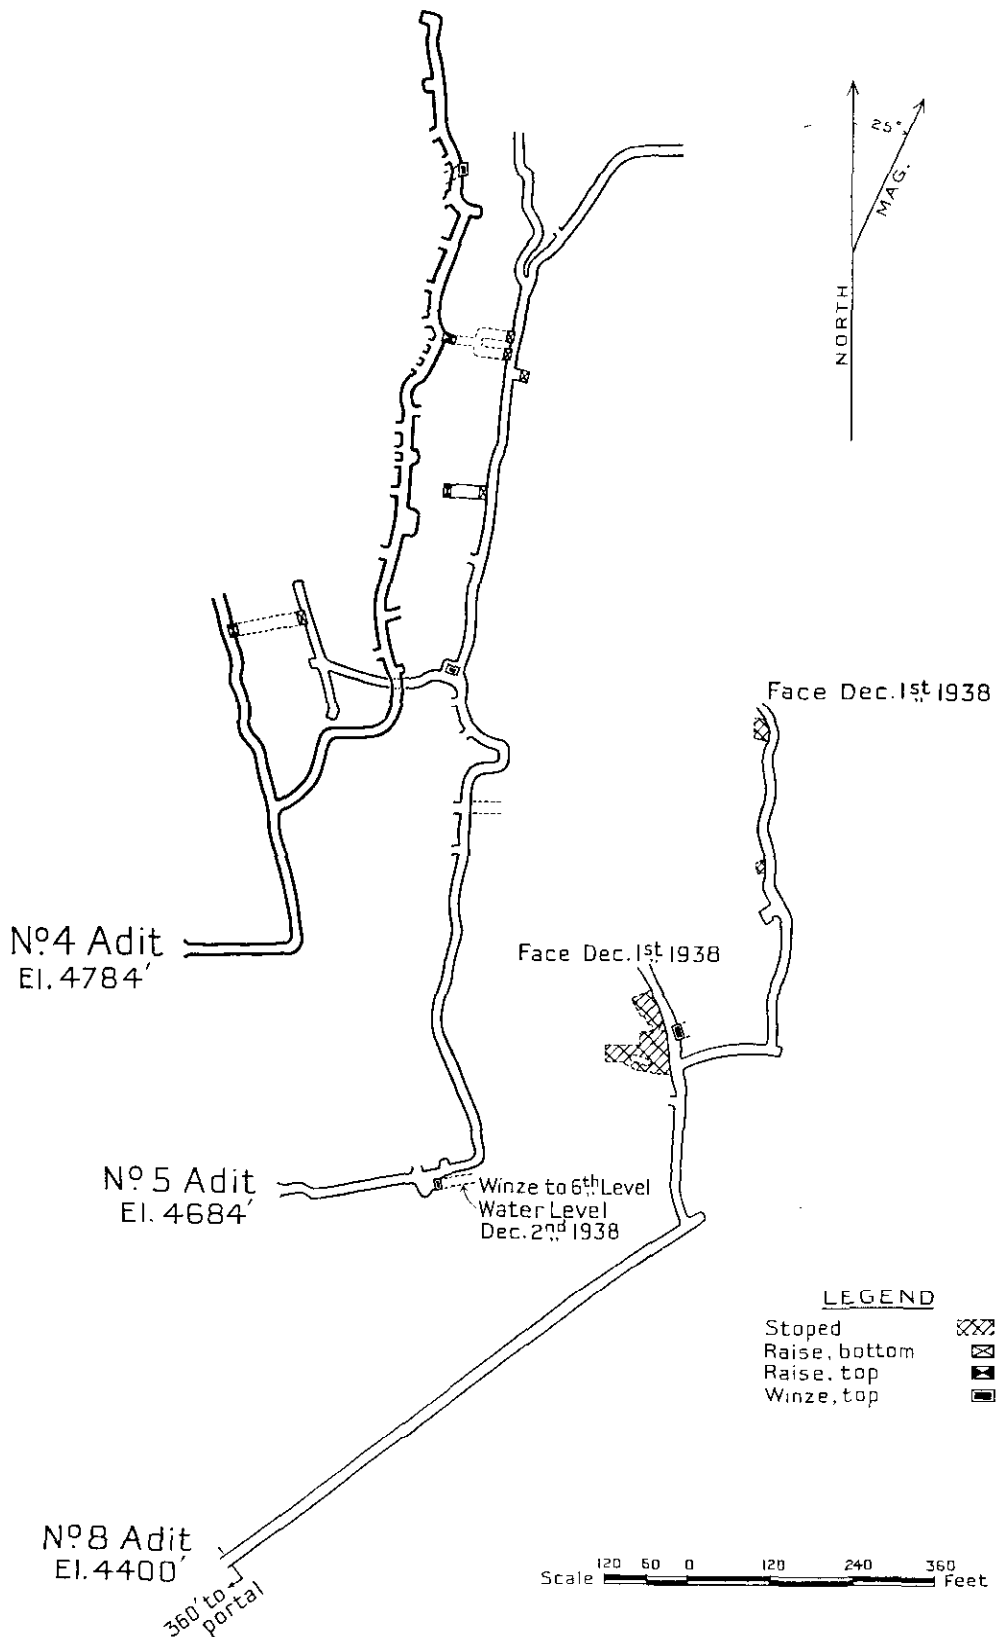 25°
MAG.
NORTH
Face Dec. 1st 1938
Nº 4 Adit
El. 4784′
Face Dec. 1st 1938
Nº 5 Adit
El. 4684′
Winze to 6th Level
Water Level
Dec. 2nd 1938
LEGEND
Stoped
Raise, bottom
Raise, top
Winze, top
Nº 8 Adit
El. 4400′
360′ to
portal
Scale 120 60 0 120 240 360 Feet